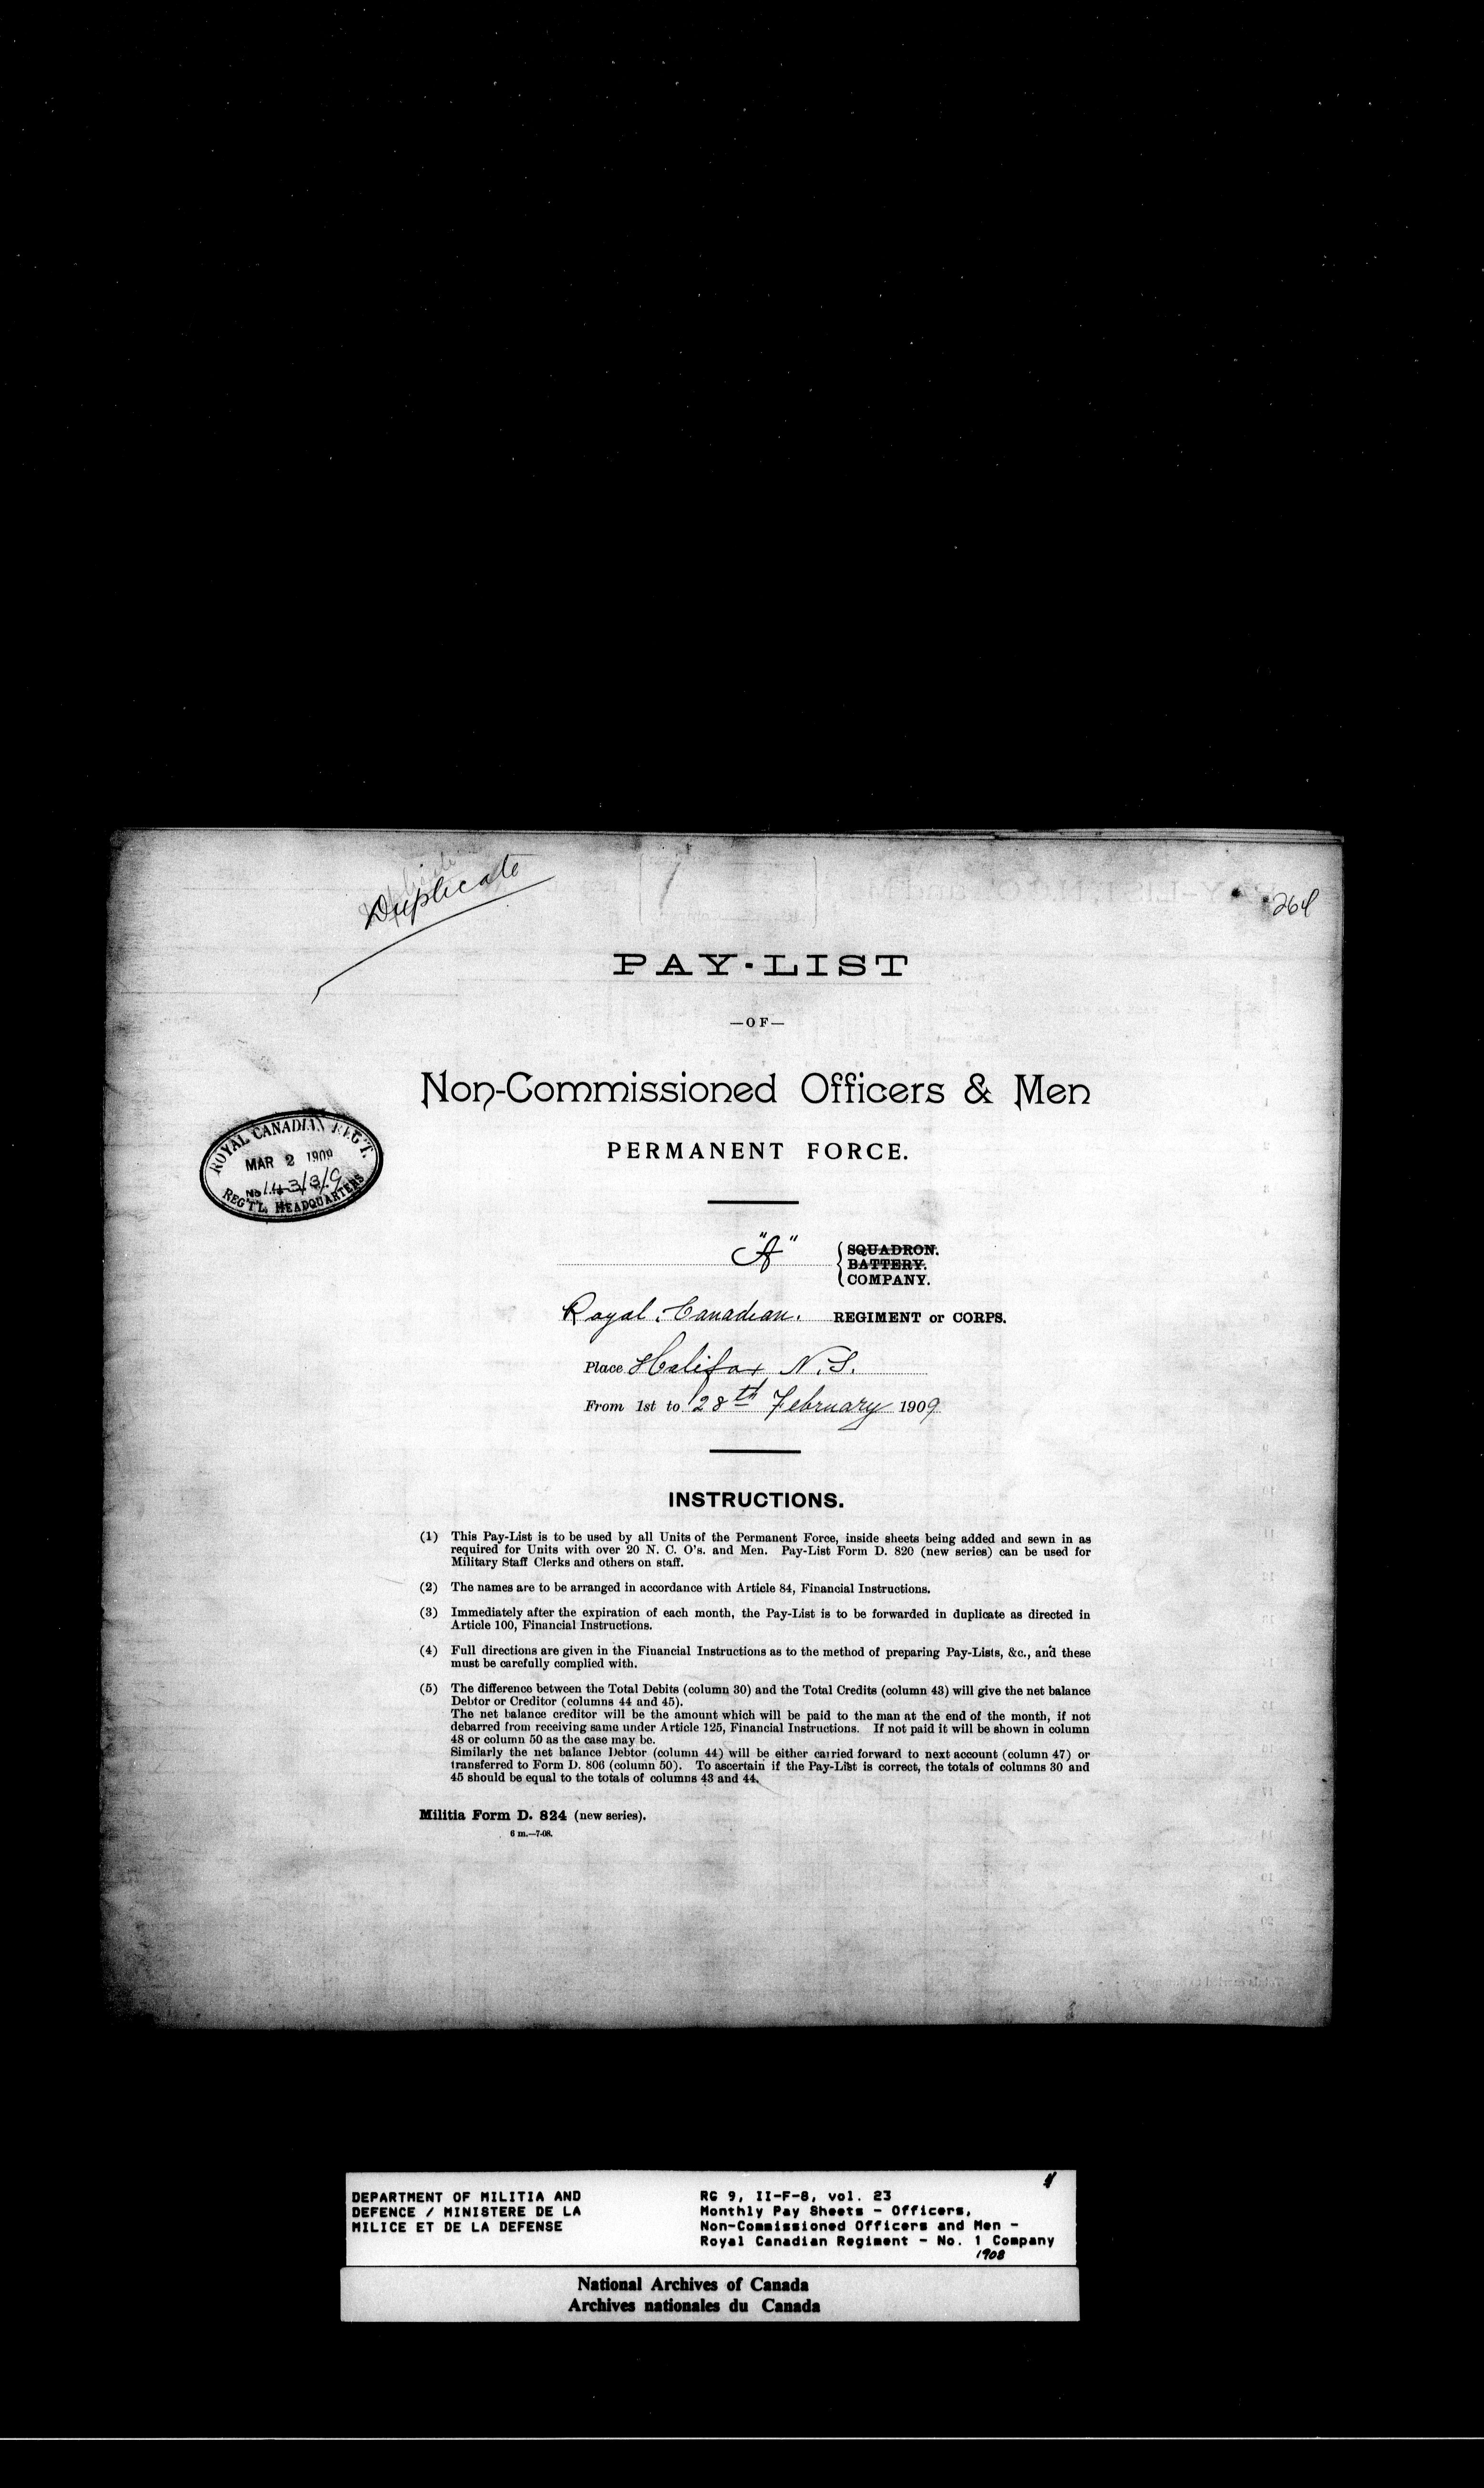 Duplicate
264
PAY-LIST
—OF—
Non-Commissioned Officers & Men
PERMANENT FORCE.
ROYAL CANADIAN REG'T.
MAR 2 1909
No 143/3/9
REG'T'L. HEADQUARTERS
"A"
SQUADRON.
BATTERY.
COMPANY.
Royal Canadian. REGIMENT or CORPS.
Place Halifax N.S.
From 1st to 28th February 1909
INSTRUCTIONS.
(1) This Pay-List is to be used by all Units of the Permanent Force, inside sheets being added and sewn in as
required for Units with over 20 N. C. O's. and Men. Pay-List Form D. 820 (new series) can be used for
Military Staff Clerks and others on staff.
(2) The names are to be arranged in accordance with Article 84, Financial Instructions.
(3) Immediately after the expiration of each month, the Pay-List is to be forwarded in duplicate as directed in
Article 100, Financial Instructions.
(4) Full directions are given in the Financial Instructions as to the method of preparing Pay-Lists, &c., and these
must be carefully complied with.
(5) The difference between the Total Debits (column 30) and the Total Credits (column 43) will give the net balance
Debtor or Creditor (columns 44 and 45).
The net balance creditor will be the amount which will be paid to the man at the end of the month, if not
debarred from receiving same under Article 125, Financial Instructions. If not paid it will be shown in column
48 or column 50 as the case may be.
Similarly the net balance Debtor (column 44) will be either carried forward to next account (column 47) or
transferred to Form D. 806 (column 50). To ascertain if the Pay-List is correct, the totals of columns 30 and
45 should be equal to the totals of columns 43 and 44.
Militia Form D. 824 (new series).
6 m.—7-08.
DEPARTMENT OF MILITIA AND
DEFENCE / MINISTERE DE LA
MILICE ET DE LA DEFENSE
RG 9, II-F-8, vol. 23
Monthly Pay Sheets - Officers,
Non-Commissioned Officers and Men -
Royal Canadian Regiment - No. 1 Company
1908
National Archives of Canada
Archives nationales du Canada